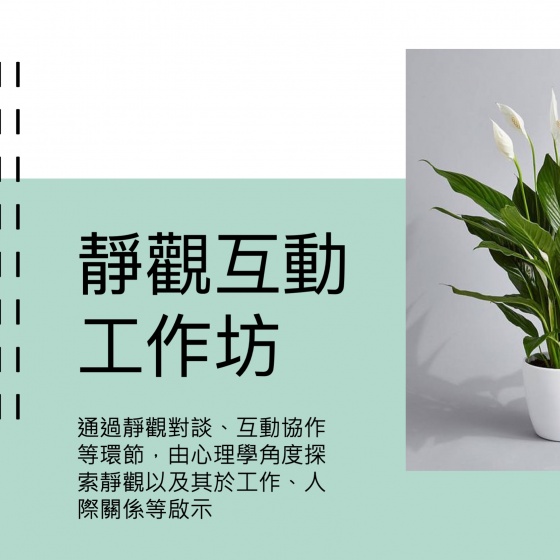 靜觀互動
工作坊
通過靜觀對談、互動協作
等環節，由心理學角度探
索靜觀以及其於工作、人
際關係等啟示